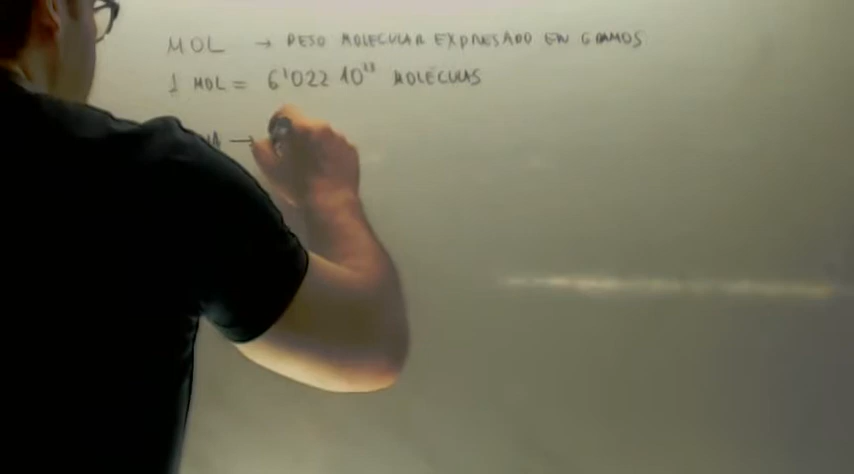 MOL → PESO MOLECULAR EXPRESADO EN GRAMOS
1 MOL = 6'022 10²³ MOLÉCULAS
→